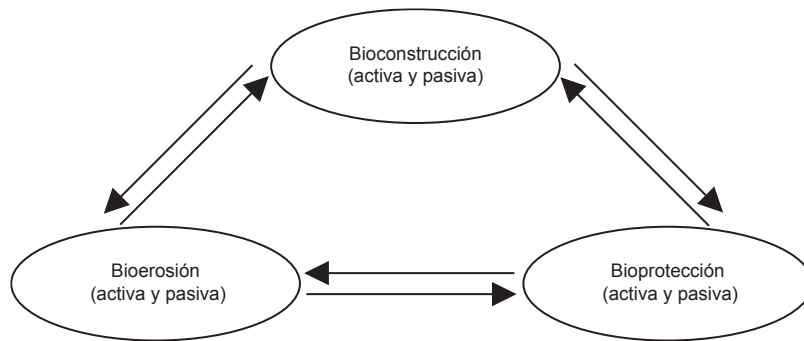 Bioconstrucción
(activa y pasiva)
Bioerosión
(activa y pasiva)
Bioprotección
(activa y pasiva)